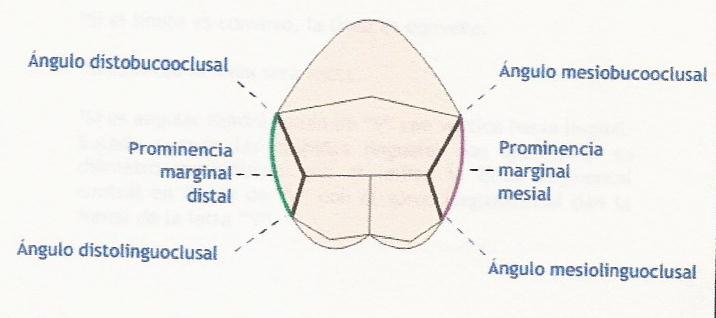 Ángulo distobucooclusal
Ángulo mesiobucooclusal
Prominencia
marginal
distal
Prominencia
marginal
mesial
Ángulo distolinguoclusal
Ángulo mesiolinguoclusal